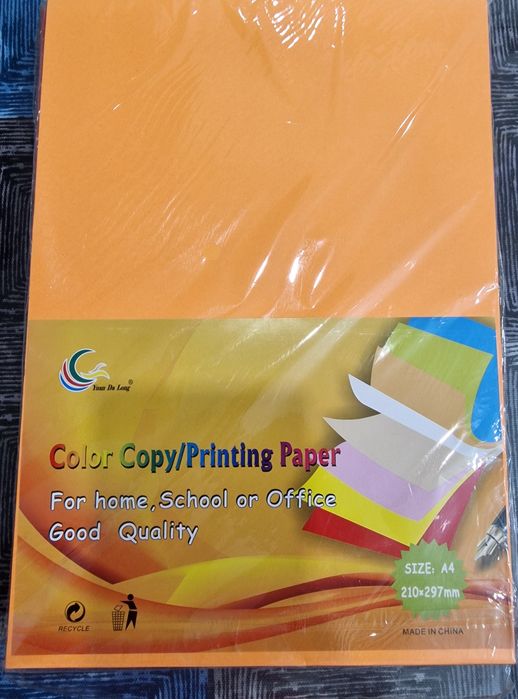 Yuan Da Long®
Color Copy/Printing Paper
For home, School or Office
Good Quality
SIZE: A4
210×297mm
RECYCLE
MADE IN CHINA